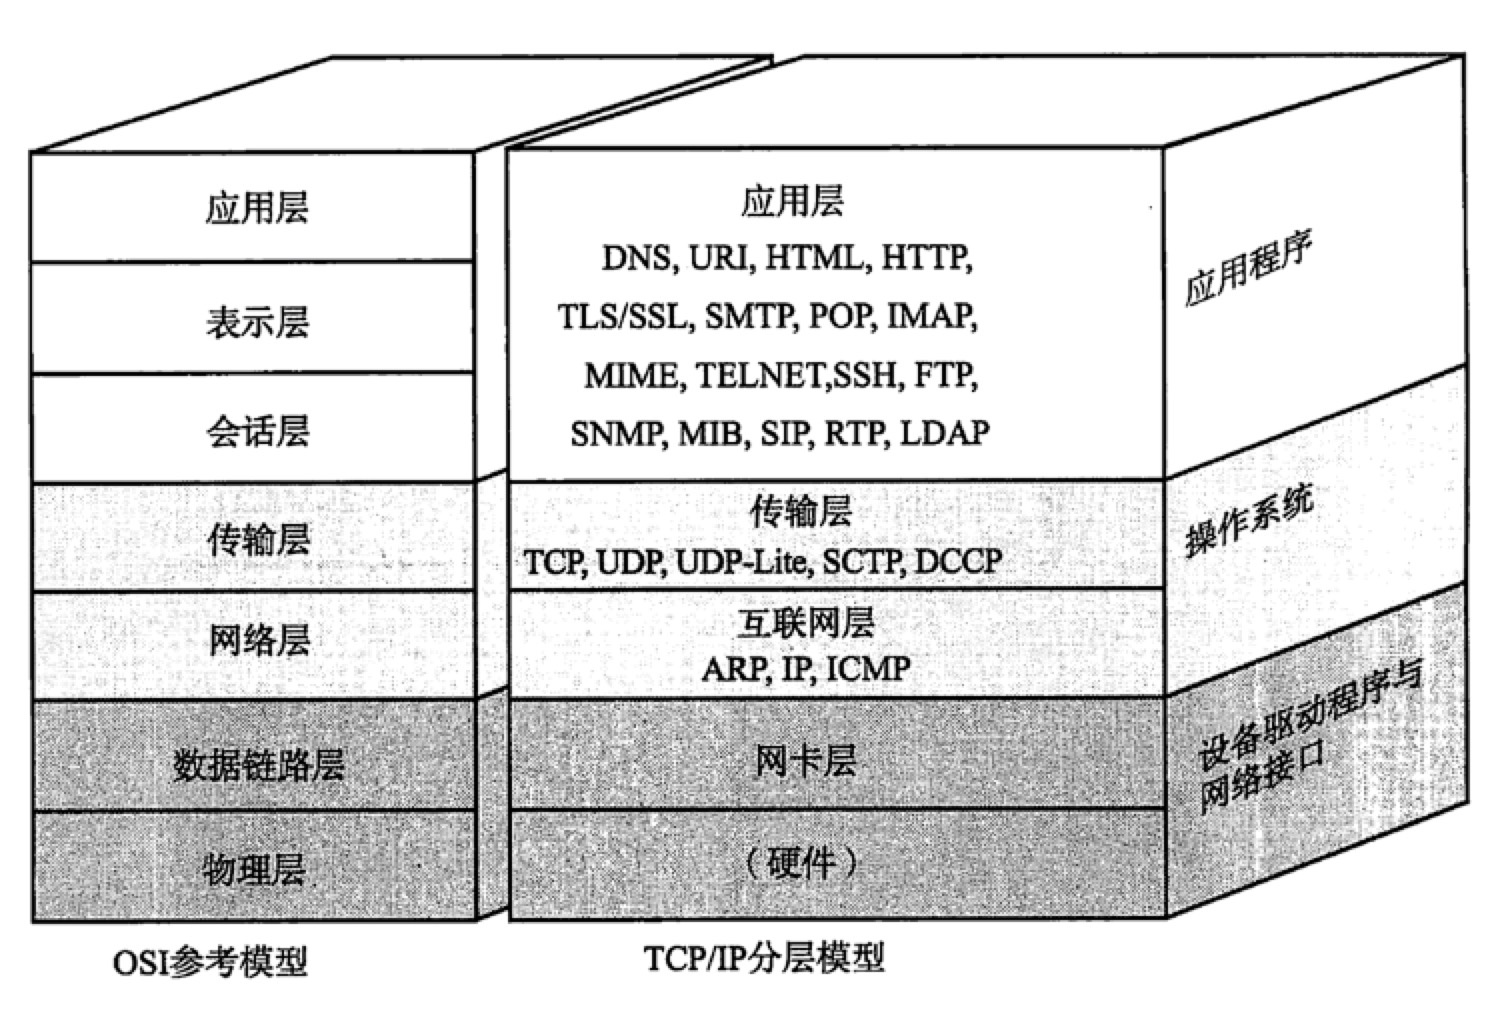 应用层
表示层
会话层
传输层
网络层
数据链路层
物理层
OSI参考模型
应用层
DNS, URI, HTML, HTTP,
TLS/SSL, SMTP, POP, IMAP,
MIME, TELNET,SSH, FTP,
SNMP, MIB, SIP, RTP, LDAP
传输层
TCP, UDP, UDP-Lite, SCTP, DCCP
互联网层
ARP, IP, ICMP
网卡层
（硬件）
TCP/IP分层模型
应用程序
操作系统
设备驱动程序与
网络接口